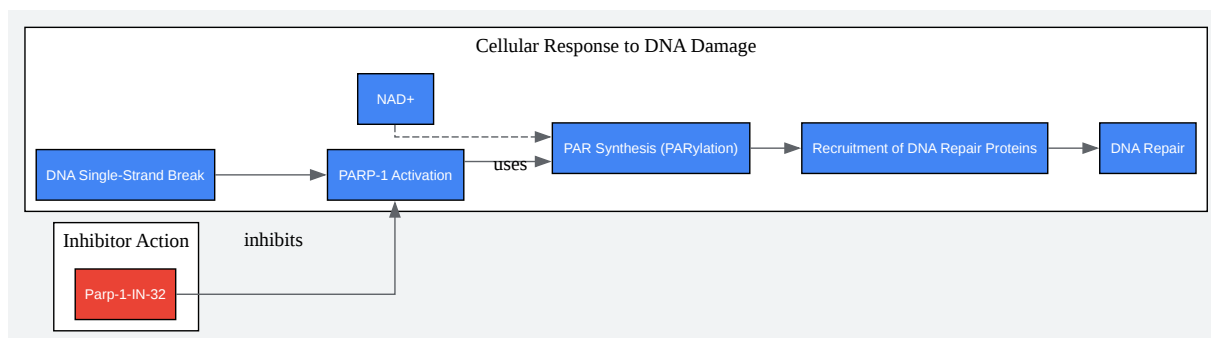 Cellular Response to DNA Damage
NAD+
DNA Single-Strand Break
PARP-1 Activation
uses
PAR Synthesis (PARylation)
Recruitment of DNA Repair Proteins
DNA Repair
Inhibitor Action
inhibits
Parp-1-IN-32